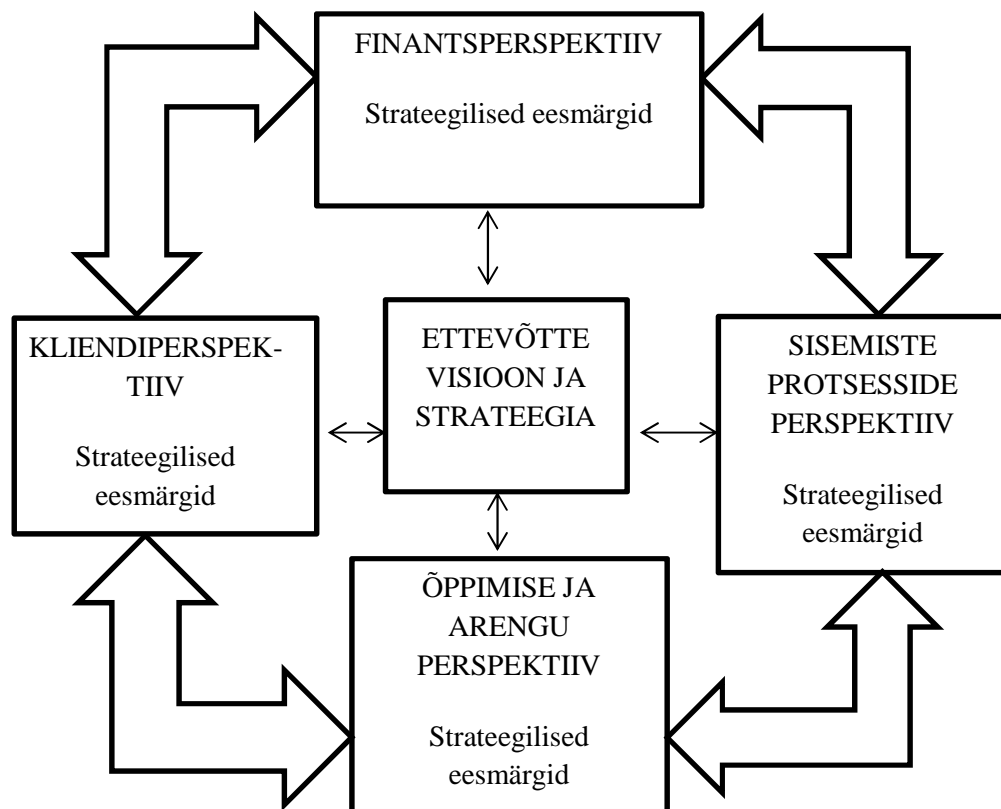 FINANTSPERSPEKTIIV
Strateegilised eesmärgid
KLIENDIPERSPEK-
TIIV
Strateegilised
eesmärgid
ETTEVÕTTE
VISIOON JA
STRATEEGIA
SISEMISTE
PROTSESSIDE
PERSPEKTIIV
Strateegilised
eesmärgid
ÕPPIMISE JA
ARENGU
PERSPEKTIIV
Strateegilised
eesmärgid